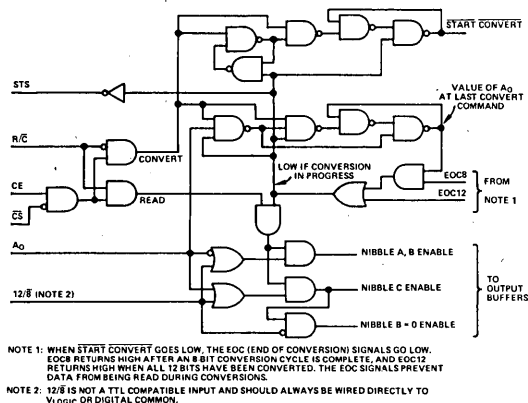 START CONVERT
STS
VALUE OF A0
AT LAST CONVERT
COMMAND
R/C
CONVERT
LOW IF CONVERSION
IN PROGRESS
EOC8
EOC12
FROM
NOTE 1
CE
CS
READ
A0
NIBBLE A, B ENABLE
12/8 (NOTE 2)
NIBBLE C ENABLE
TO
OUTPUT
BUFFERS
NIBBLE B = 0 ENABLE
NOTE 1: WHEN START CONVERT GOES LOW, THE EOC (END OF CONVERSION) SIGNALS GO LOW.
EOC8 RETURNS HIGH AFTER AN 8 BIT CONVERSION CYCLE IS COMPLETE, AND EOC12
RETURNS HIGH WHEN ALL 12 BITS HAVE BEEN CONVERTED. THE EOC SIGNALS PREVENT
DATA FROM BEING READ DURING CONVERSIONS.
NOTE 2: 12/8 IS NOT A TTL COMPATIBLE INPUT AND SHOULD ALWAYS BE WIRED DIRECTLY TO
VLOGIC OR DIGITAL COMMON.